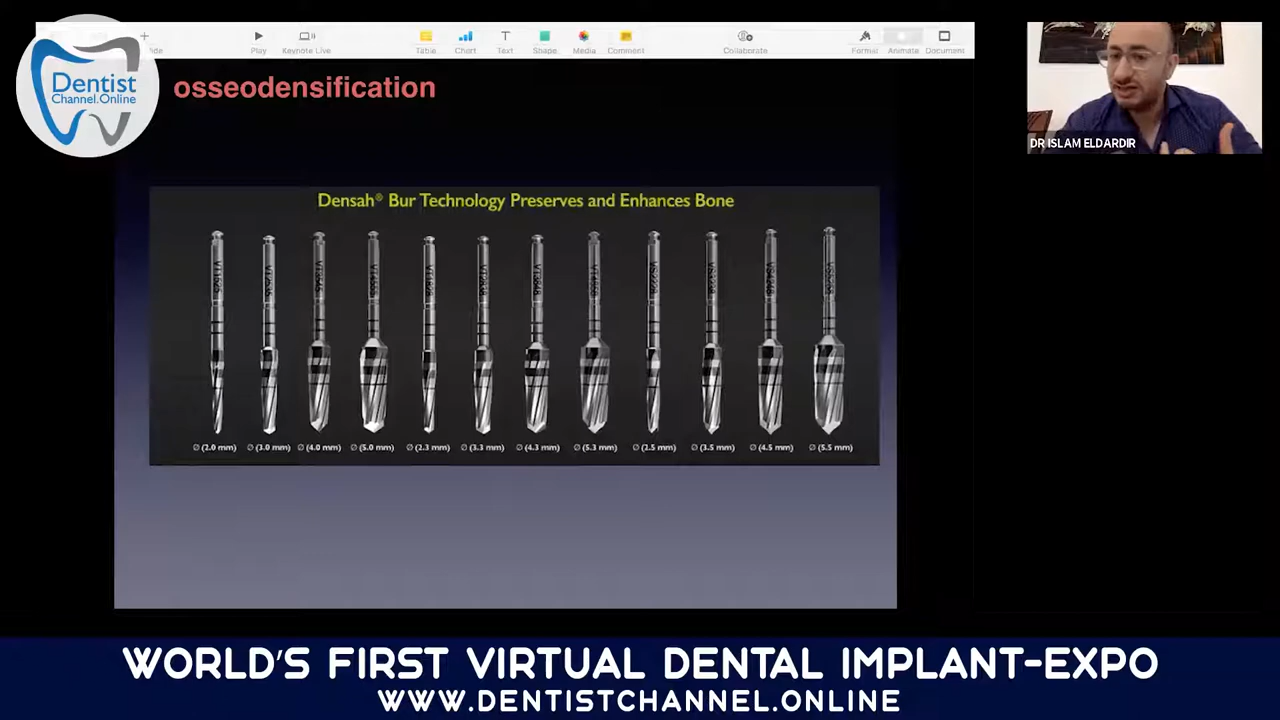 Play
Keynote Live
Table
Chart
Text
Shape
Media
Comment
Collaborate
Format
Animate
Document
Dentist
Channel.Online
osseodensification
DR ISLAM ELDARDIR
Densah® Bur Technology Preserves and Enhances Bone
Ø (2.0 mm) Ø (3.0 mm) Ø (4.0 mm) Ø (5.0 mm) Ø (2.3 mm) Ø (3.3 mm) Ø (4.3 mm) Ø (5.3 mm) Ø (2.5 mm) Ø (3.5 mm) Ø (4.5 mm) Ø (5.5 mm)
WORLD'S FIRST VIRTUAL DENTAL IMPLANT-EXPO
WWW.DENTISTCHANNEL.ONLINE